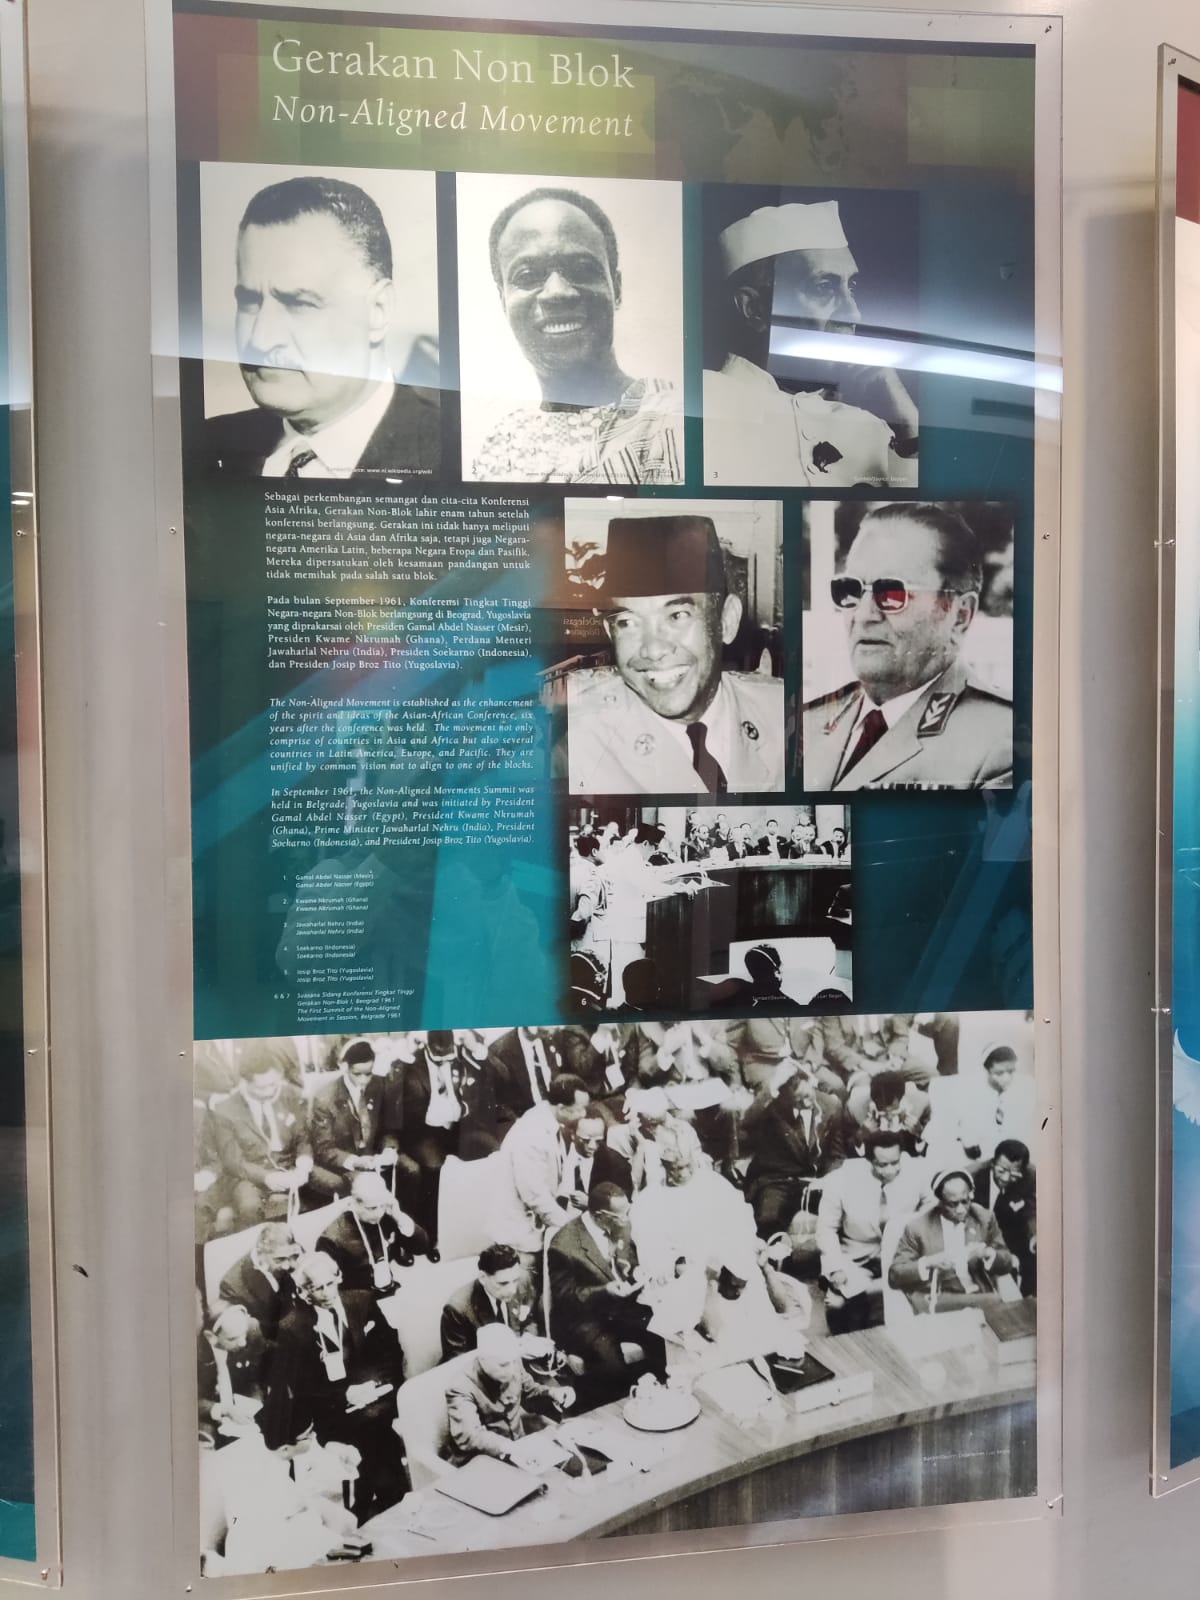 Gerakan Non Blok
Non-Aligned Movement
1
www.nl.wikipedia.org/wiki
2
3
Sebagai perkembangan semangat dan cita-cita Konferensi
Asia Afrika, Gerakan Non-Blok lahir enam tahun setelah
konferensi berlangsung. Gerakan ini tidak hanya meliputi
negara-negara di Asia dan Afrika saja, tetapi juga Negara-
negara Amerika Latin, beberapa Negara Eropa dan Pasifik.
Mereka dipersatukan oleh kesamaan pandangan untuk
tidak memihak pada salah satu blok.
Pada bulan September 1961, Konferensi Tingkat Tinggi
Negara-negara Non-Blok berlangsung di Beograd, Yugoslavia
yang diprakarsai oleh Presiden Gamal Abdel Nasser (Mesir),
Presiden Kwame Nkrumah (Ghana), Perdana Menteri
Jawaharlal Nehru (India), Presiden Soekarno (Indonesia),
dan Presiden Josip Broz Tito (Yugoslavia).
The Non-Aligned Movement is established as the enhancement
of the spirit and ideas of the Asian-African Conference, six
years after the conference was held. The movement not only
comprise of countries in Asia and Africa but also several
countries in Latin America, Europe, and Pacific. They are
unified by common vision not to align to one of the blocks.
In September 1961, the Non-Aligned Movements Summit was
held in Belgrade, Yugoslavia and was initiated by President
Gamal Abdel Nasser (Egypt), President Kwame Nkrumah
(Ghana), Prime Minister Jawaharlal Nehru (India), President
Soekarno (Indonesia), and President Josip Broz Tito (Yugoslavia).
1. Gamal Abdel Nasser (Mesir)
Gamal Abdel Nasser (Egypt)
2. Kwame Nkrumah (Ghana)
Kwame Nkrumah (Ghana)
3. Jawaharlal Nehru (India)
Jawaharlal Nehru (India)
4. Soekarno (Indonesia)
Soekarno (Indonesia)
5. Josip Broz Tito (Yugoslavia)
Josip Broz Tito (Yugoslavia)
6 & 7 Suasana Sidang Konferensi Tingkat Tinggi
Gerakan Non-Blok I, Beograd 1961
The First Summit of the Non-Aligned
Movement in Session, Belgrade 1961
4
6
7